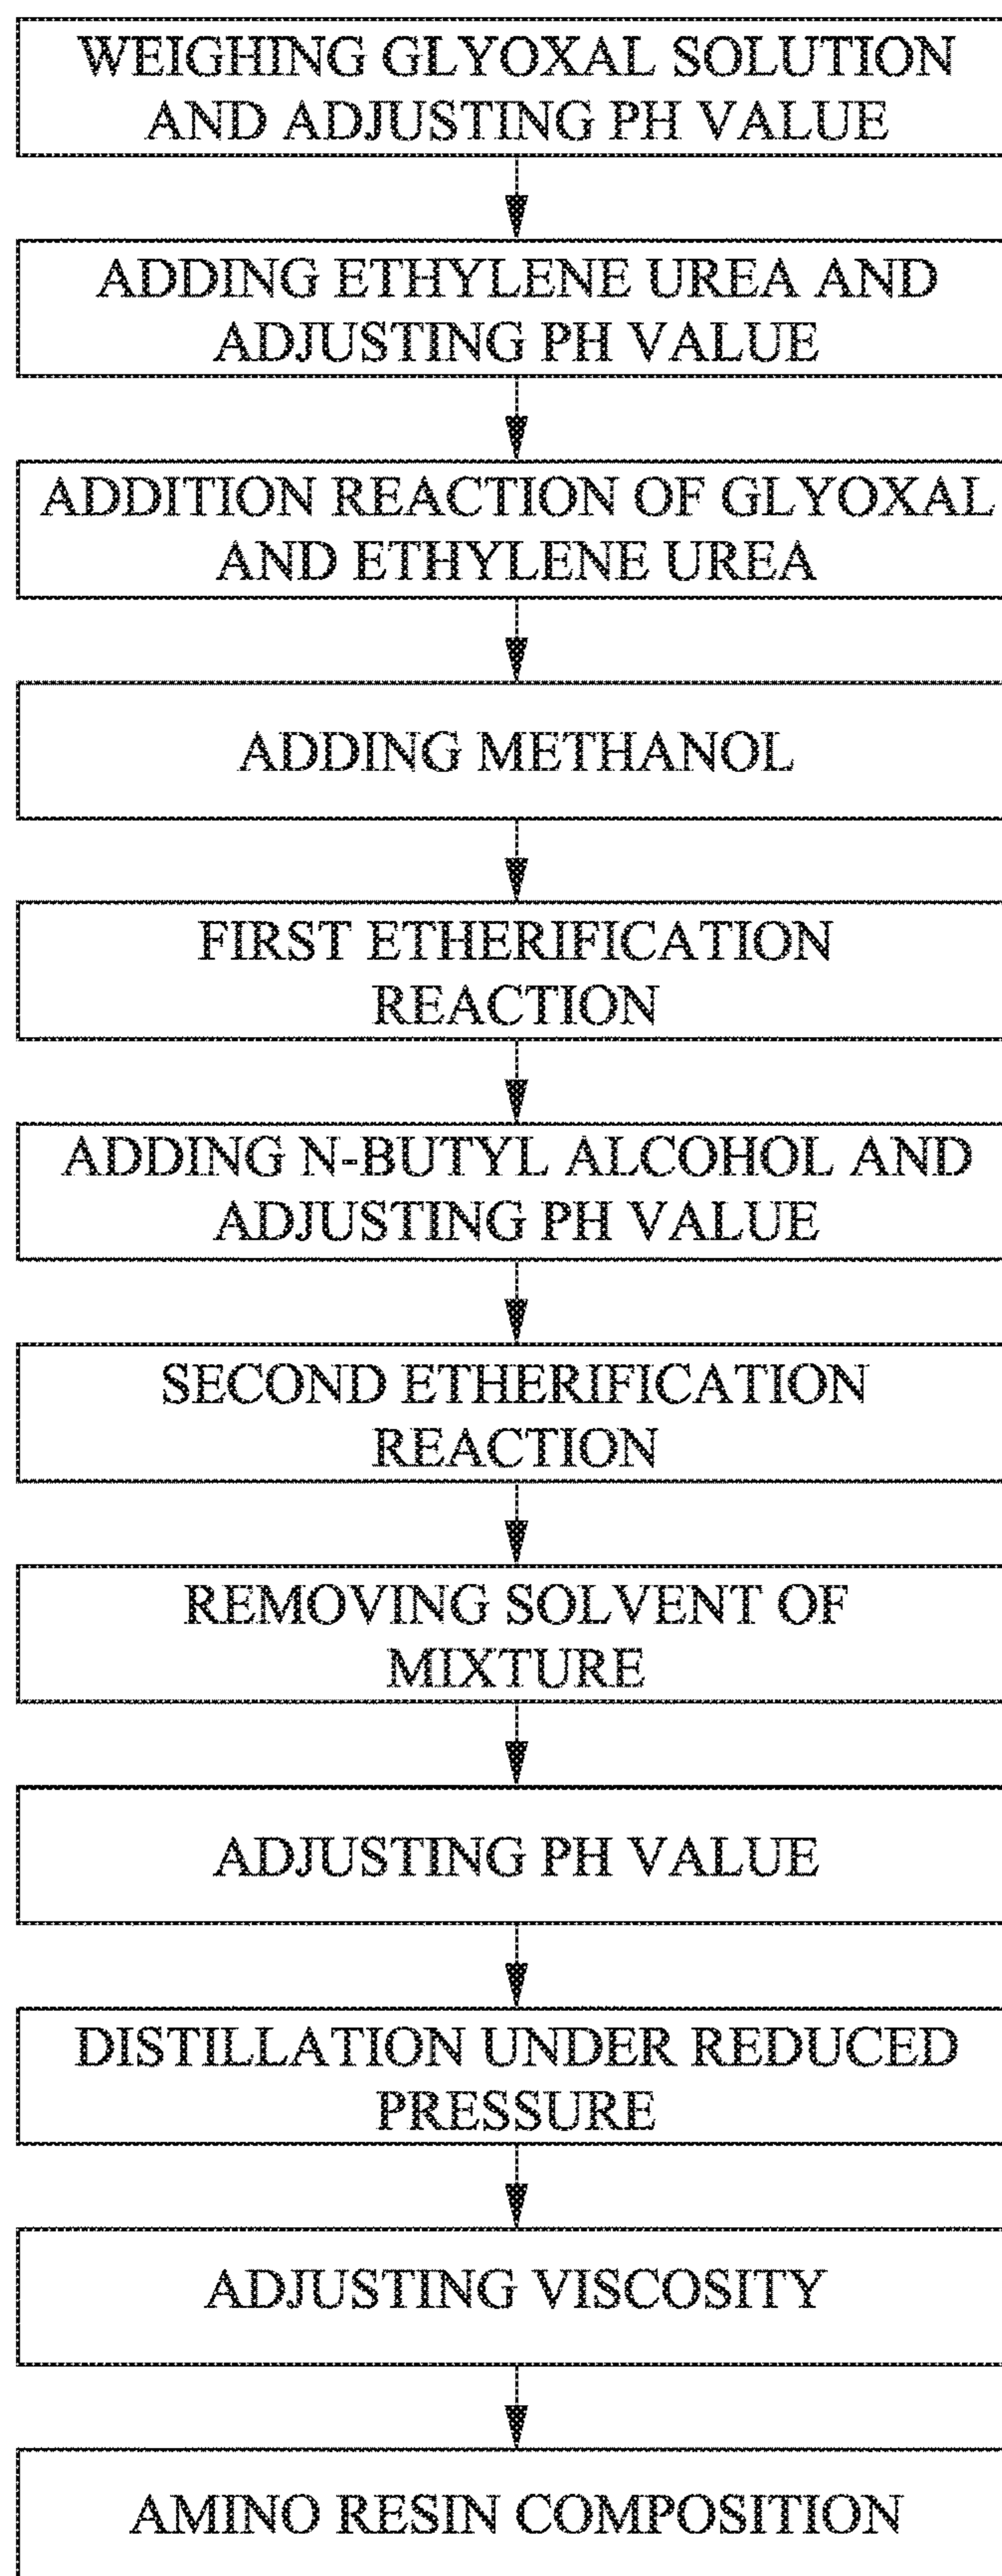 WEIGHING GLYOXAL SOLUTION
AND ADJUSTING PH VALUE
ADDING ETHYLENE UREA AND
ADJUSTING PH VALUE
ADDITION REACTION OF GLYOXAL
AND ETHYLENE UREA
ADDING METHANOL
FIRST ETHERIFICATION
REACTION
ADDING N-BUTYL ALCOHOL AND
ADJUSTING PH VALUE
SECOND ETHERIFICATION
REACTION
REMOVING SOLVENT OF
MIXTURE
ADJUSTING PH VALUE
DISTILLATION UNDER REDUCED
PRESSURE
ADJUSTING VISCOSITY
AMINO RESIN COMPOSITION